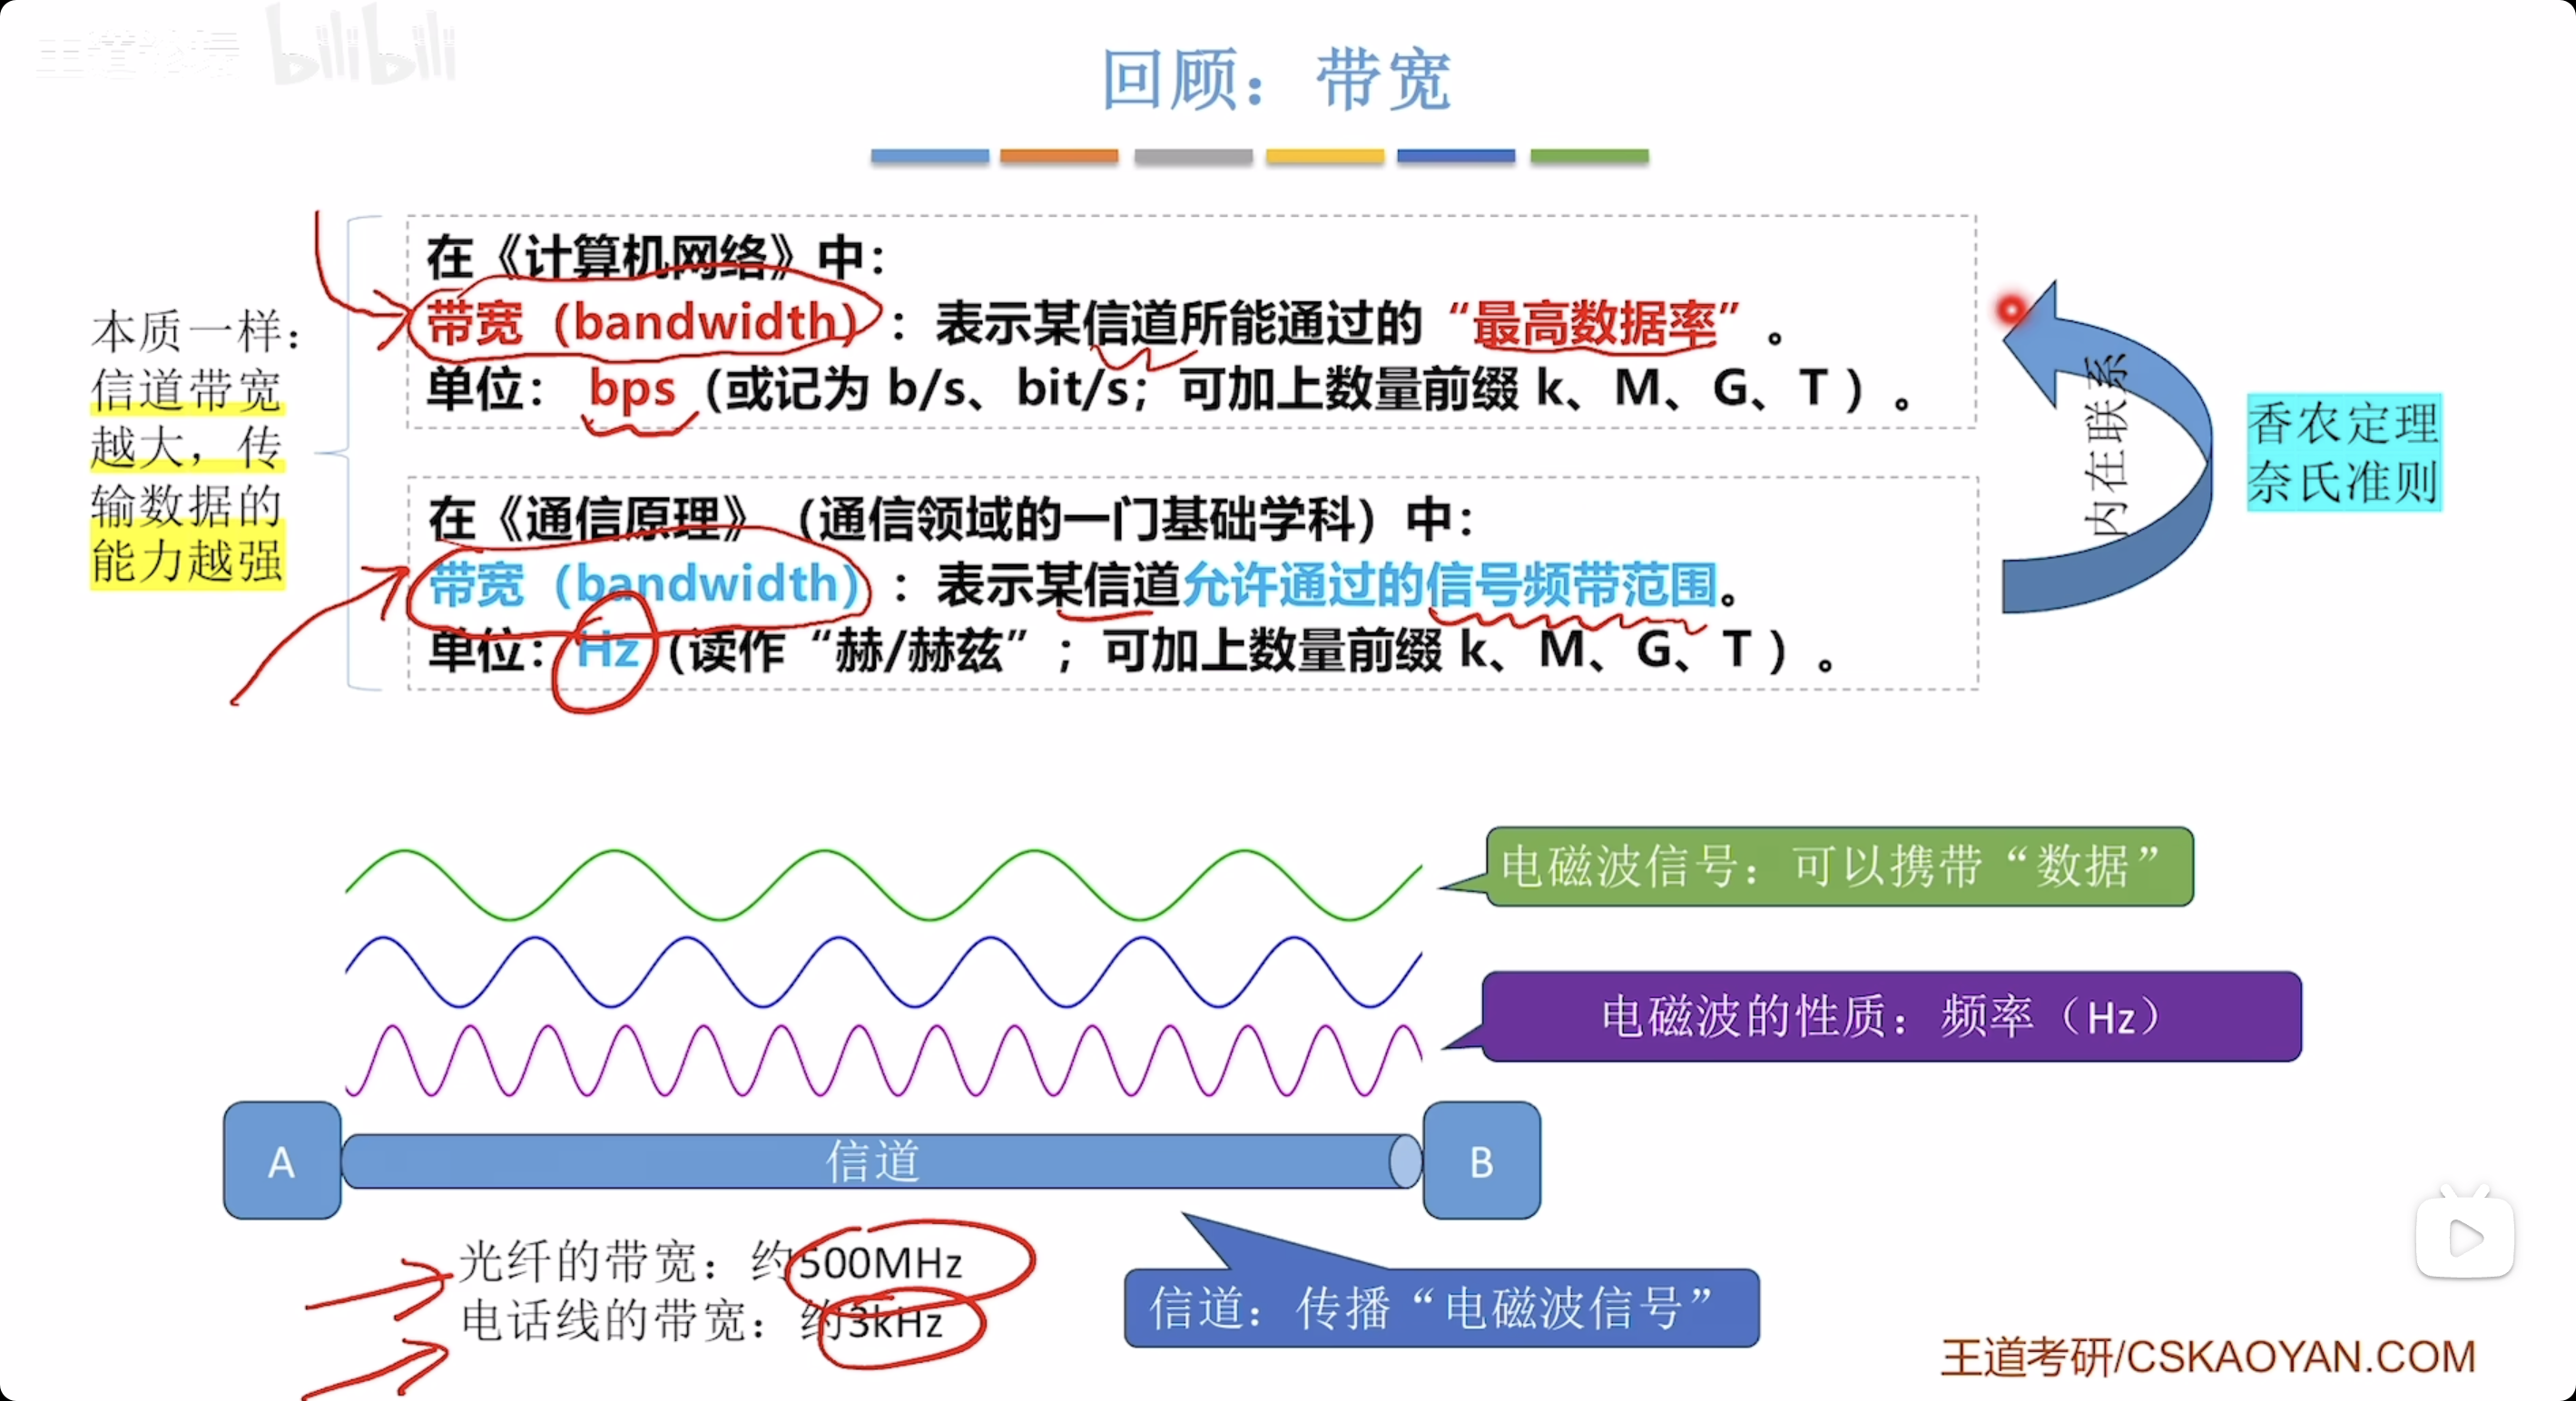 王道论坛 bilibili
回顾：带宽
在《计算机网络》中：
带宽（bandwidth）：表示某信道所能通过的“最高数据率”。
单位：bps（或记为 b/s、bit/s；可加上数量前缀 k、M、G、T ）。
本质一样：
信道带宽
越大，传
输数据的
能力越强
在《通信原理》（通信领域的一门基础学科）中：
带宽（bandwidth）：表示某信道允许通过的信号频带范围。
单位：Hz（读作“赫/赫兹”；可加上数量前缀 k、M、G、T ）。
内在联系
香农定理
奈氏准则
电磁波信号：可以携带“数据”
电磁波的性质：频率（Hz）
A
信道
B
光纤的带宽：约500MHz
电话线的带宽：约3kHz
信道：传播“电磁波信号”
王道考研/CSKAOYAN.COM